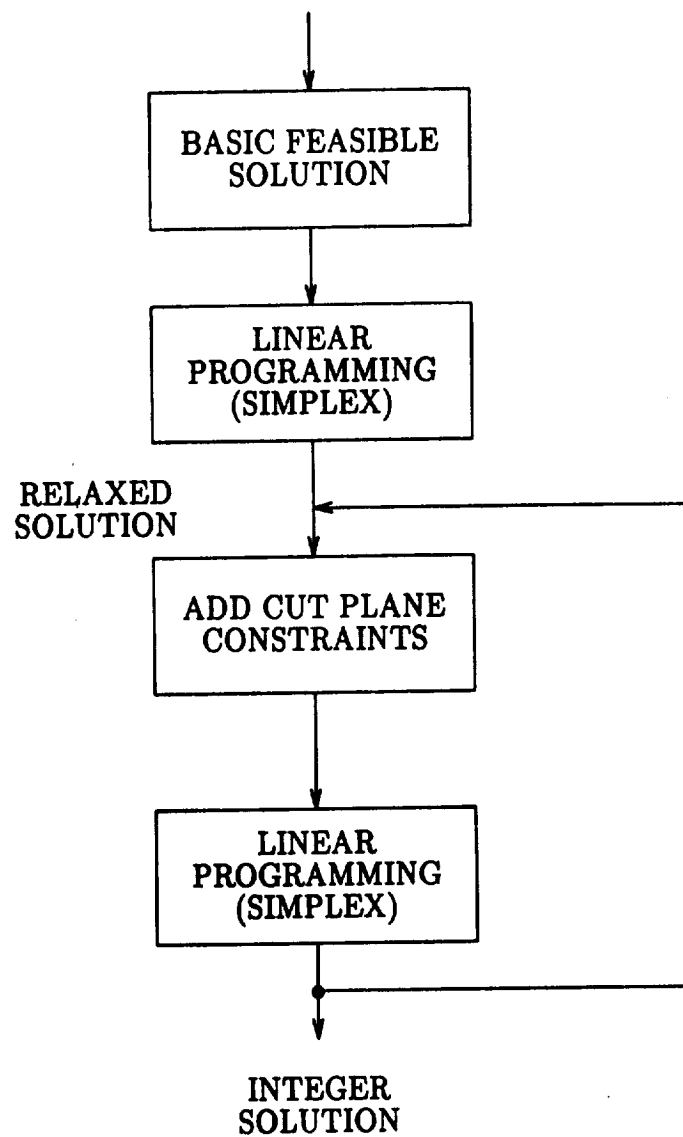 BASIC FEASIBLE
SOLUTION
LINEAR
PROGRAMMING
(SIMPLEX)
RELAXED
SOLUTION
ADD CUT PLANE
CONSTRAINTS
LINEAR
PROGRAMMING
(SIMPLEX)
INTEGER
SOLUTION